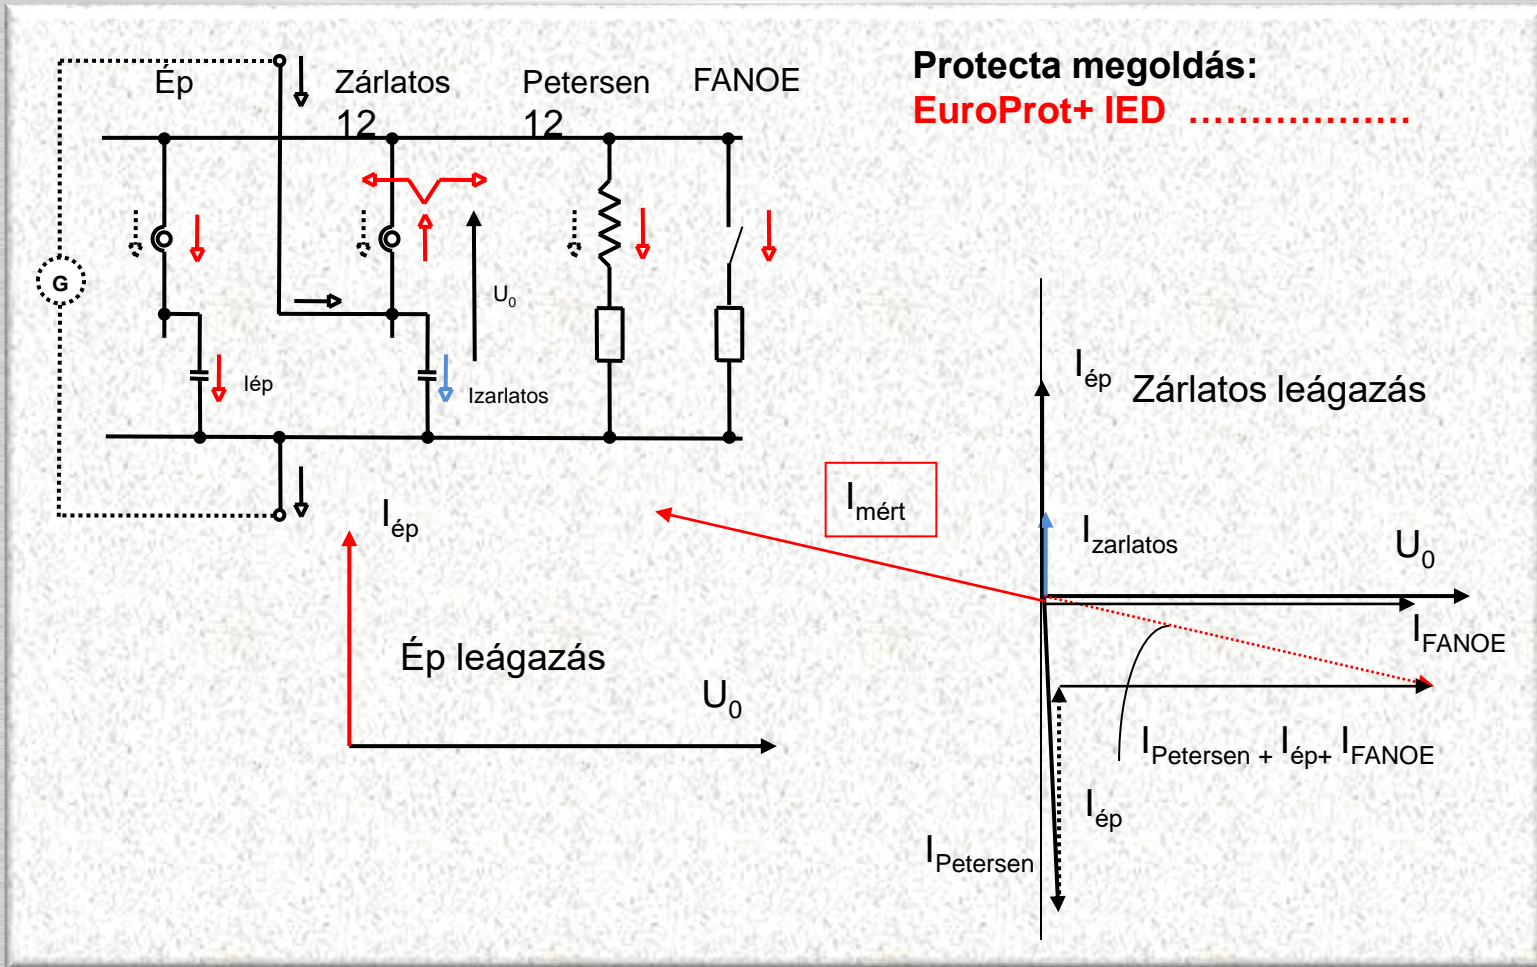 Protecta megoldás:
EuroProt+ IED ..................
Ép
Zárlatos
12
Petersen
12
FANOE
G
U0
Iép
Izarlatos
Iép
Ép leágazás
U0
Imért
Iép
Zárlatos leágazás
Izarlatos
U0
IFANOE
IPetersen + Iép+ IFANOE
Iép
IPetersen